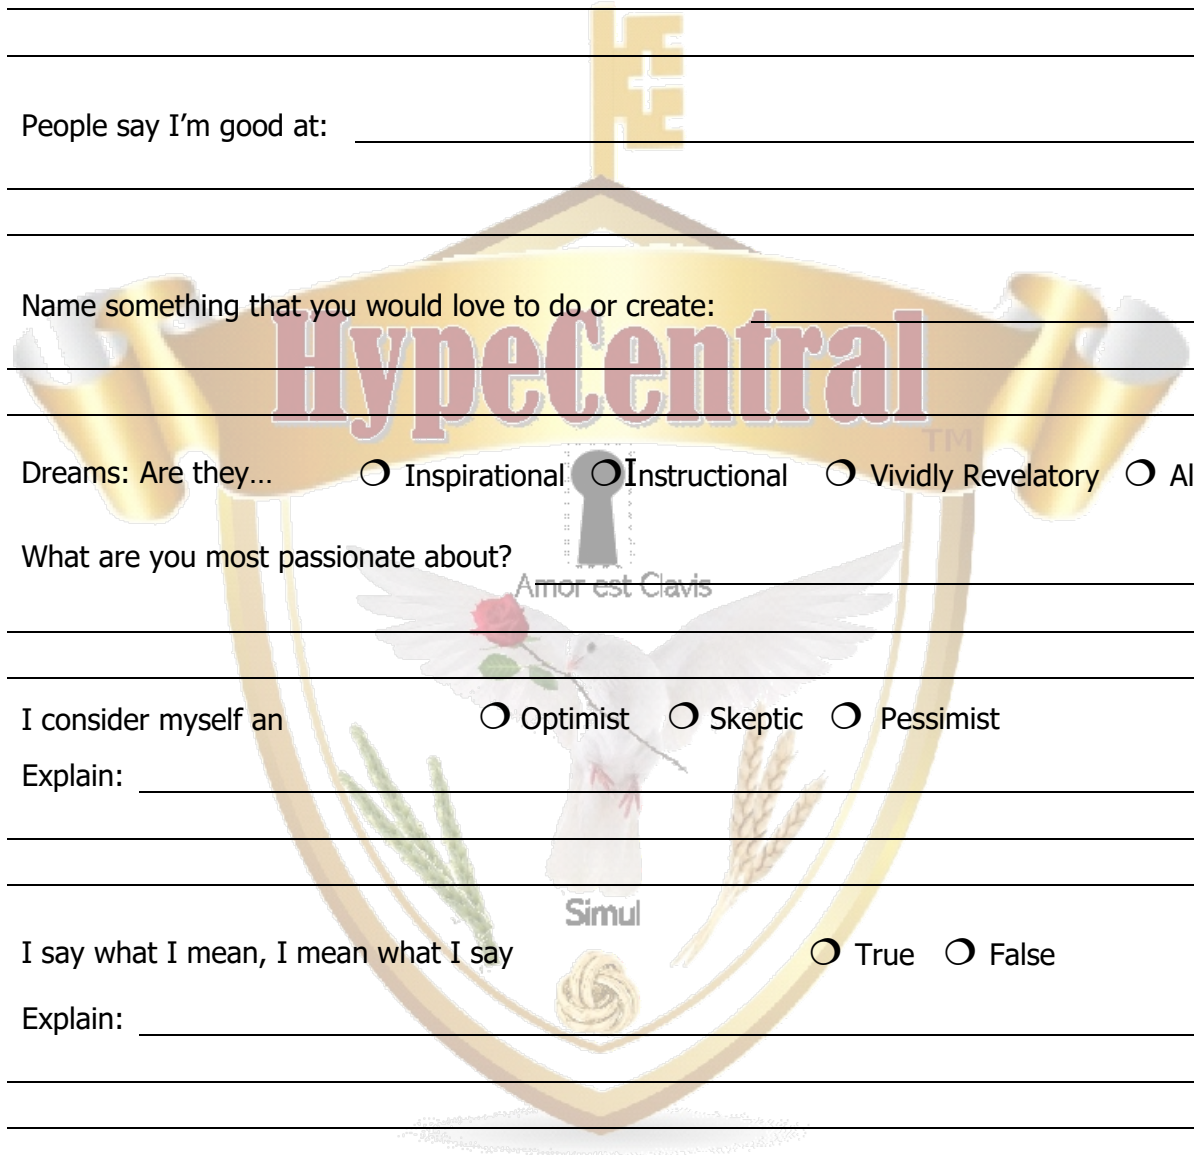 People say I’m good at:
Name something that you would love to do or create:
HypeCentral
TM
Dreams: Are they… Inspirational Instructional Vividly Revelatory Al
What are you most passionate about?
Amor est Clavis
I consider myself an Optimist Skeptic Pessimist
Explain:
Simul
I say what I mean, I mean what I say True False
Explain: